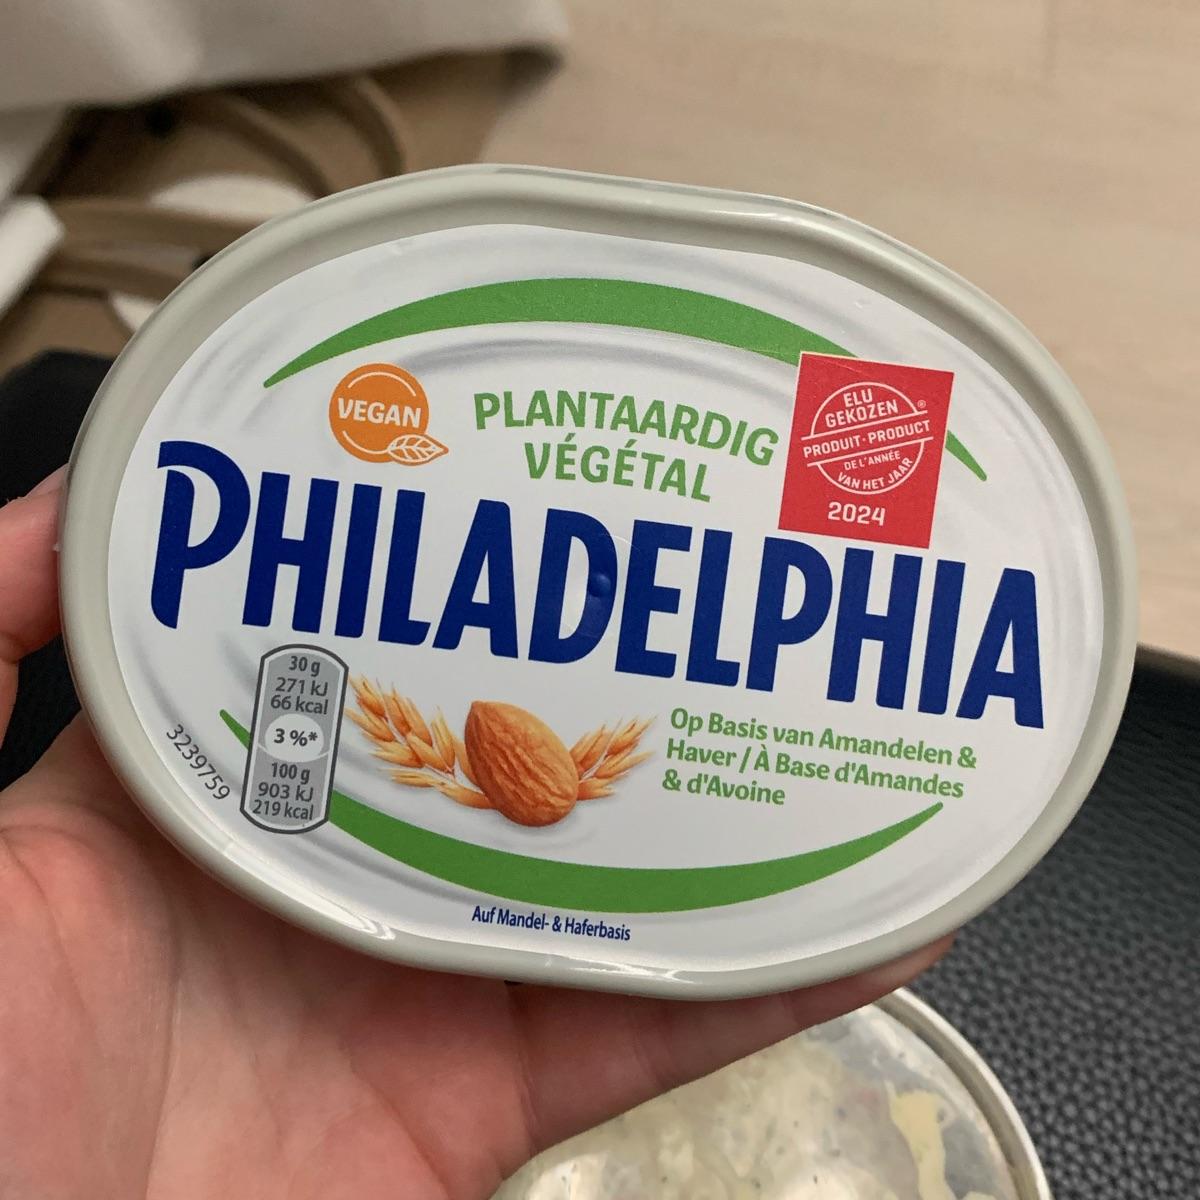 VEGAN
PLANTAARDIG
VÉGÉTAL
ELU
GEKOZEN ®
PRODUIT·PRODUCT
DE L'ANNÉE
VAN HET JAAR
2024
PHILADELPHIA
30 g
271 kJ
66 kcal
3 %*
100 g
903 kJ
219 kcal
3239759
Op Basis van Amandelen &
Haver / À Base d'Amandes
& d'Avoine
Auf Mandel- & Haferbasis